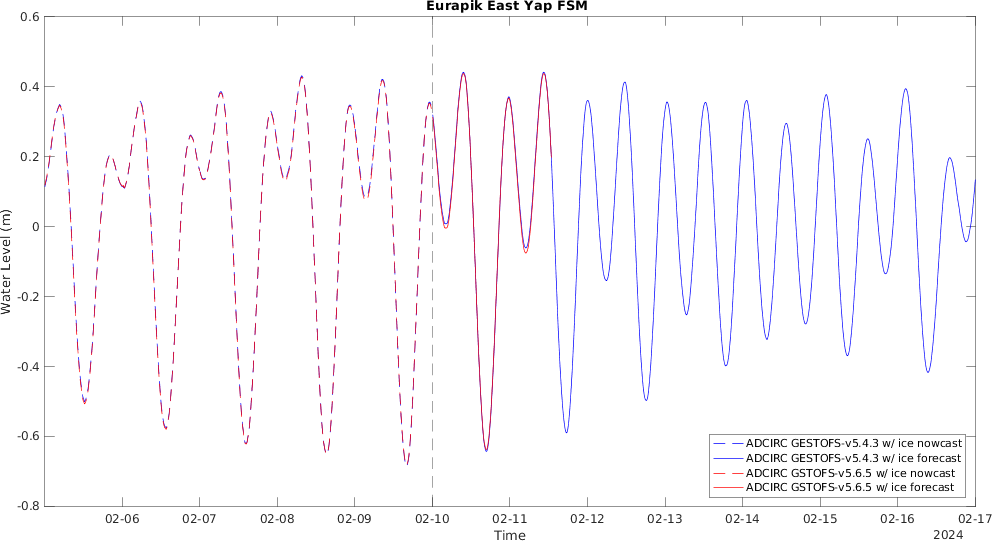 Eurapik East Yap FSM
0.6
0.4
0.2
0
-0.2
-0.4
-0.6
-0.8
Water Level (m)
ADCIRC GESTOFS-v5.4.3 w/ ice nowcast
ADCIRC GESTOFS-v5.4.3 w/ ice forecast
ADCIRC GSTOFS-v5.6.5 w/ ice nowcast
ADCIRC GSTOFS-v5.6.5 w/ ice forecast
02-06 02-07 02-08 02-09 02-10 02-11 02-12 02-13 02-14 02-15 02-16 02-17
Time
2024